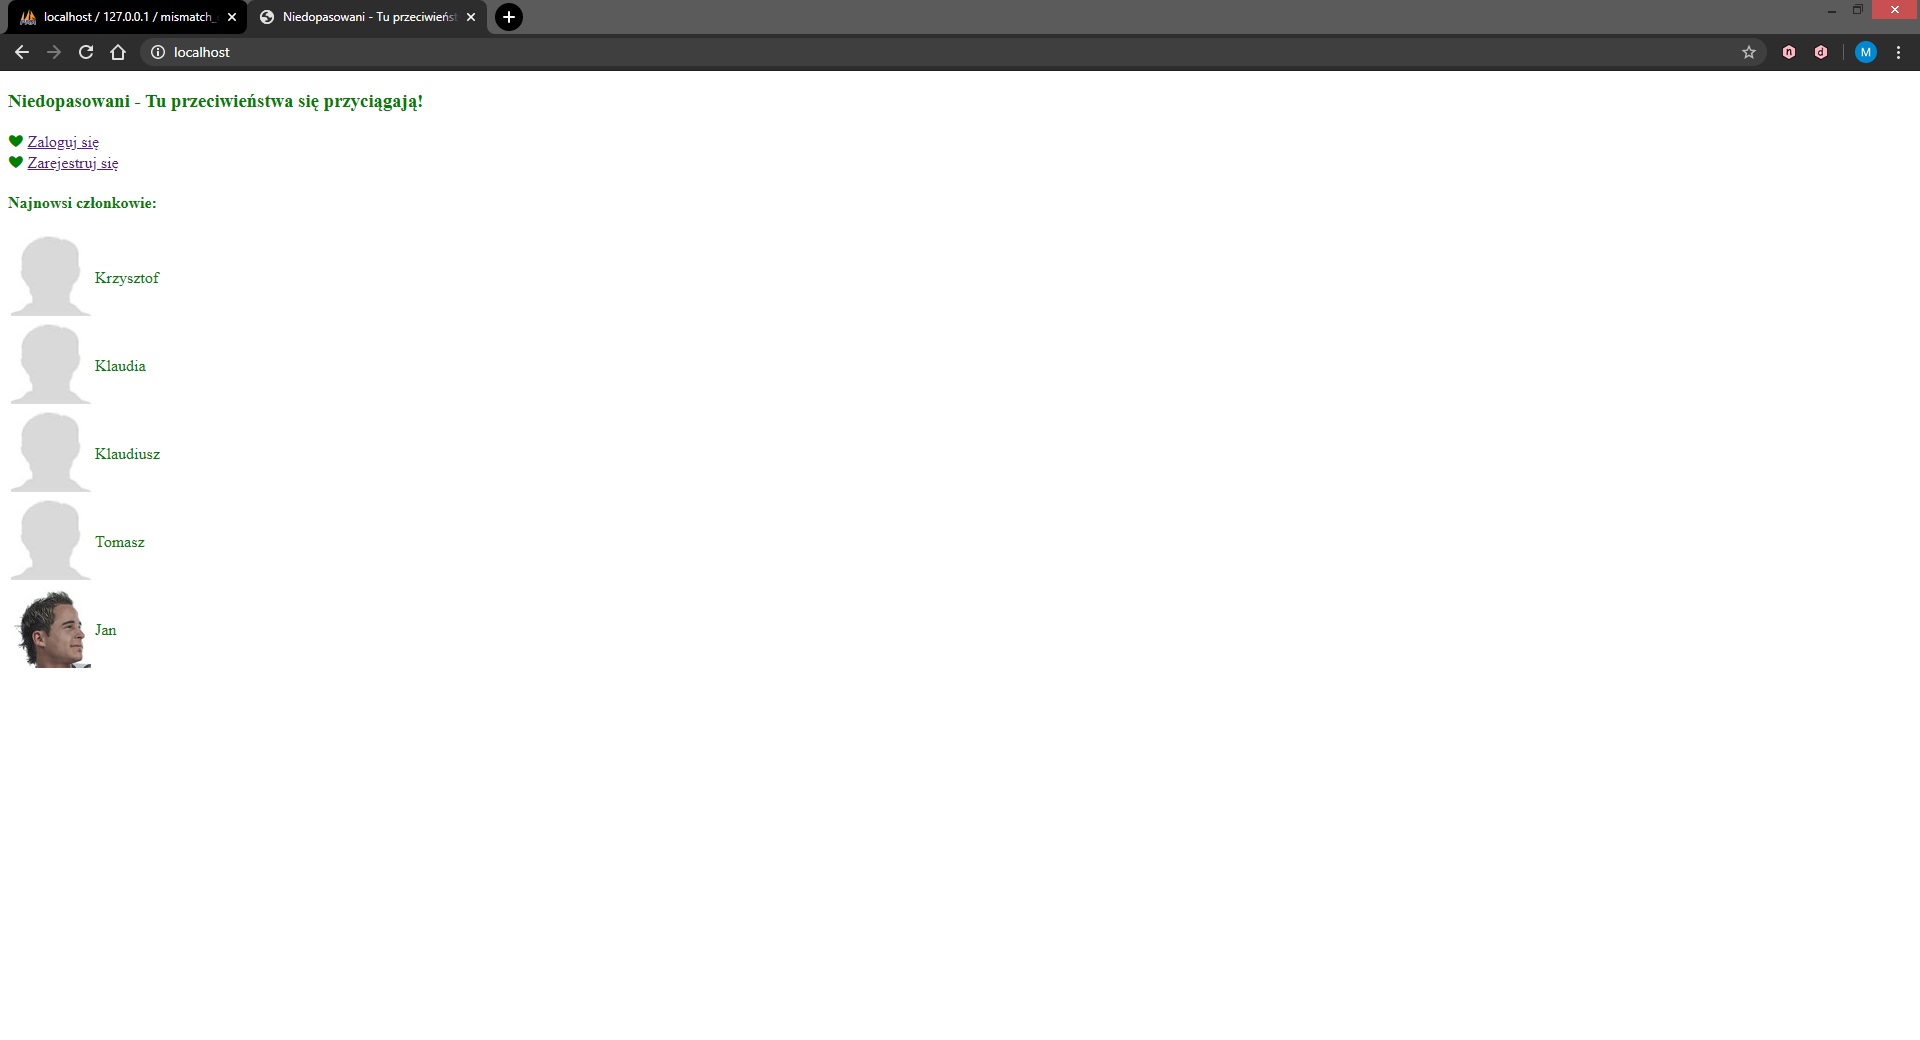 localhost / 127.0.0.1 / mismatch_
Niedopasowani - Tu przeciwieńst
localhost
n
d
M
Niedopasowani - Tu przeciwieństwa się przyciągają!
Zaloguj się
Zarejestruj się
Najnowsi członkowie:
Krzysztof
Klaudia
Klaudiusz
Tomasz
Jan